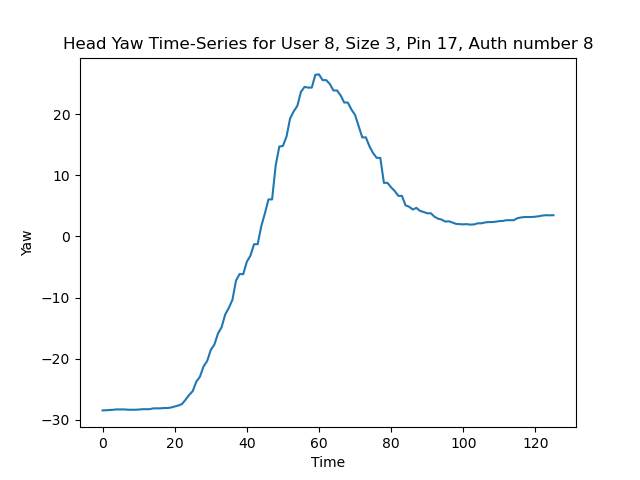 Head Yaw Time-Series for User 8, Size 3, Pin 17, Auth number 8
20
10
0
−10
−20
−30
Yaw
0 20 40 60 80 100 120
Time